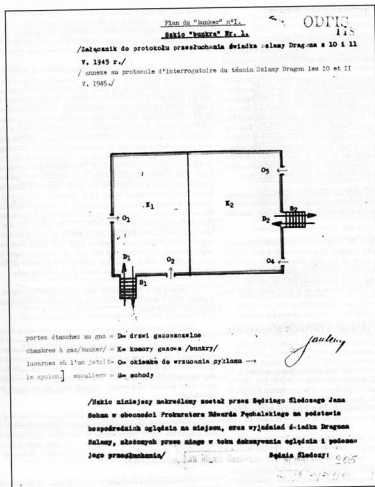 Plan du "bunker" n°I.
Szkic "bunkra" Nr. 1.
ODPIS
115
/Załącznik do protokołu przesłuchania świadka Szlamy Dragona z 10 i 11
V. 1945 r./
/ annexe au protocole d'interrogatoire du témoin Szlamy Dragon les 10 et II
V. 1945./
K1
K2
O1
O2
O3
O4
D1
D2
S1
S2
portes étanches au gaz = D= drzwi gazoszczelne
chambres à gaz/bunker/ = K= komory gazowe /bunkry/
lucarnes où l'on jetait= O= okienka do wrzucania cyklonu →
le zyclon] escaliers = S= schody
/Szkic niniejszy nakreślony został przez Sędziego Śledczego Jana
Sehna w obecności Prokuratora Edwarda Pęchalskiego na podstawie
bezpośrednich oględzin na miejscu, oraz wyjaśnień świadka Dragona
Szlamy, złożonych przez niego w toku dokonywania oględzin i podczas
jego przesłuchania/ Sędzia Śledczy:
205